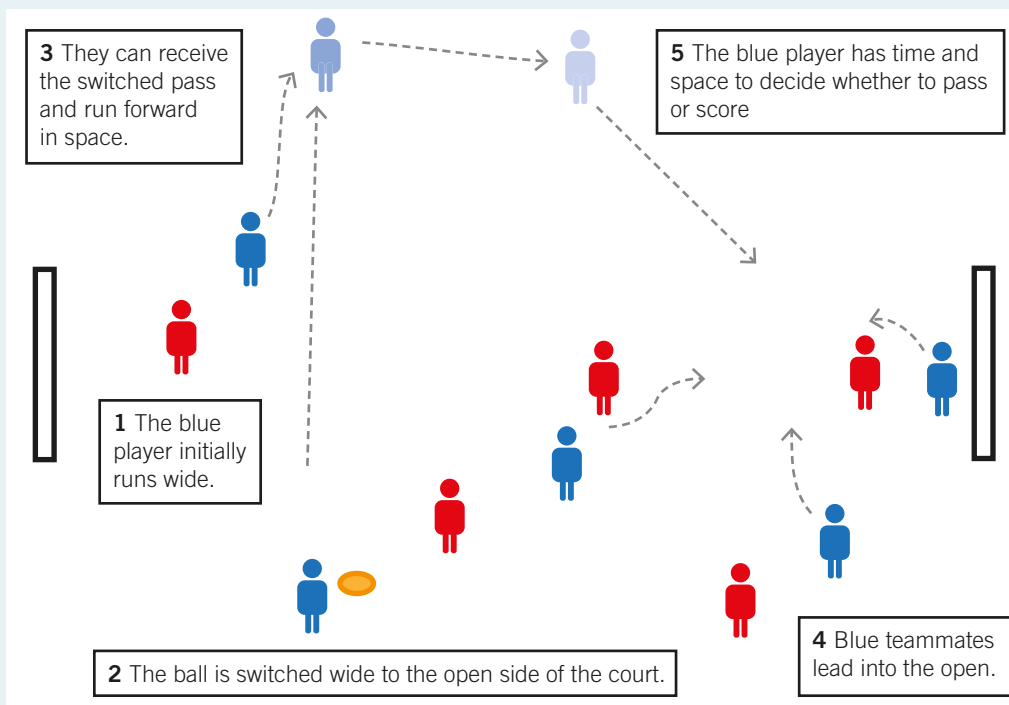 3 They can receive
the switched pass
and run forward
in space.
5 The blue player has time and
space to decide whether to pass
or score
1 The blue
player initially
runs wide.
2 The ball is switched wide to the open side of the court.
4 Blue teammates
lead into the open.